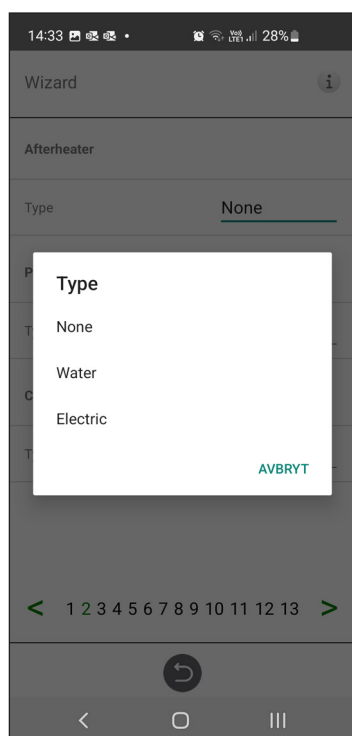 14:33 VoLTE1 28%
Wizard i
Afterheater
Type None
P
Type
T
None
Water
C
Electric
T
AVBRYT
< 1 2 3 4 5 6 7 8 9 10 11 12 13 >